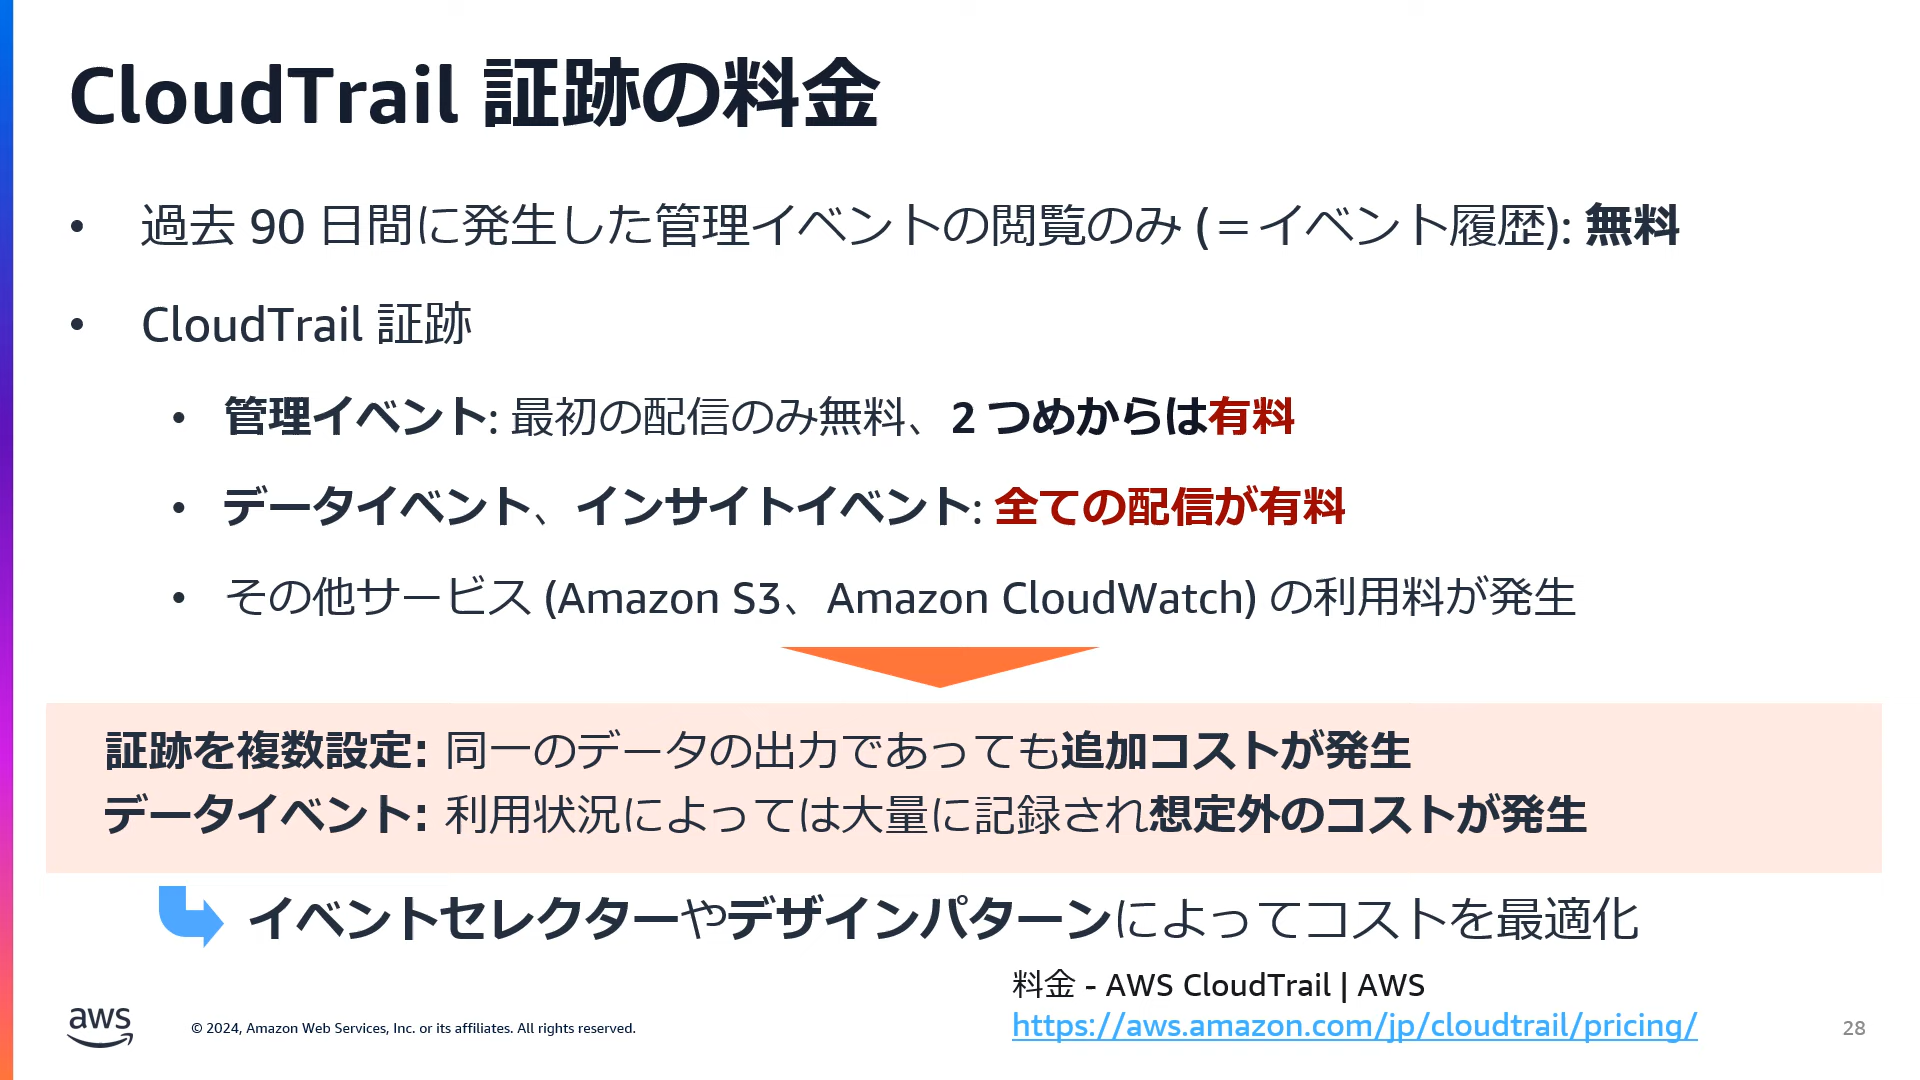 CloudTrail 証跡の料金
• 過去 90 日間に発生した管理イベントの閲覧のみ (＝イベント履歴): 無料
• CloudTrail 証跡
• 管理イベント: 最初の配信のみ無料、2 つめからは有料
• データイベント、インサイトイベント: 全ての配信が有料
• その他サービス (Amazon S3、Amazon CloudWatch) の利用料が発生
証跡を複数設定: 同一のデータの出力であっても追加コストが発生
データイベント: 利用状況によっては大量に記録され想定外のコストが発生
イベントセレクターやデザインパターンによってコストを最適化
料金 - AWS CloudTrail | AWS
https://aws.amazon.com/jp/cloudtrail/pricing/
aws
© 2024, Amazon Web Services, Inc. or its affiliates. All rights reserved.
28